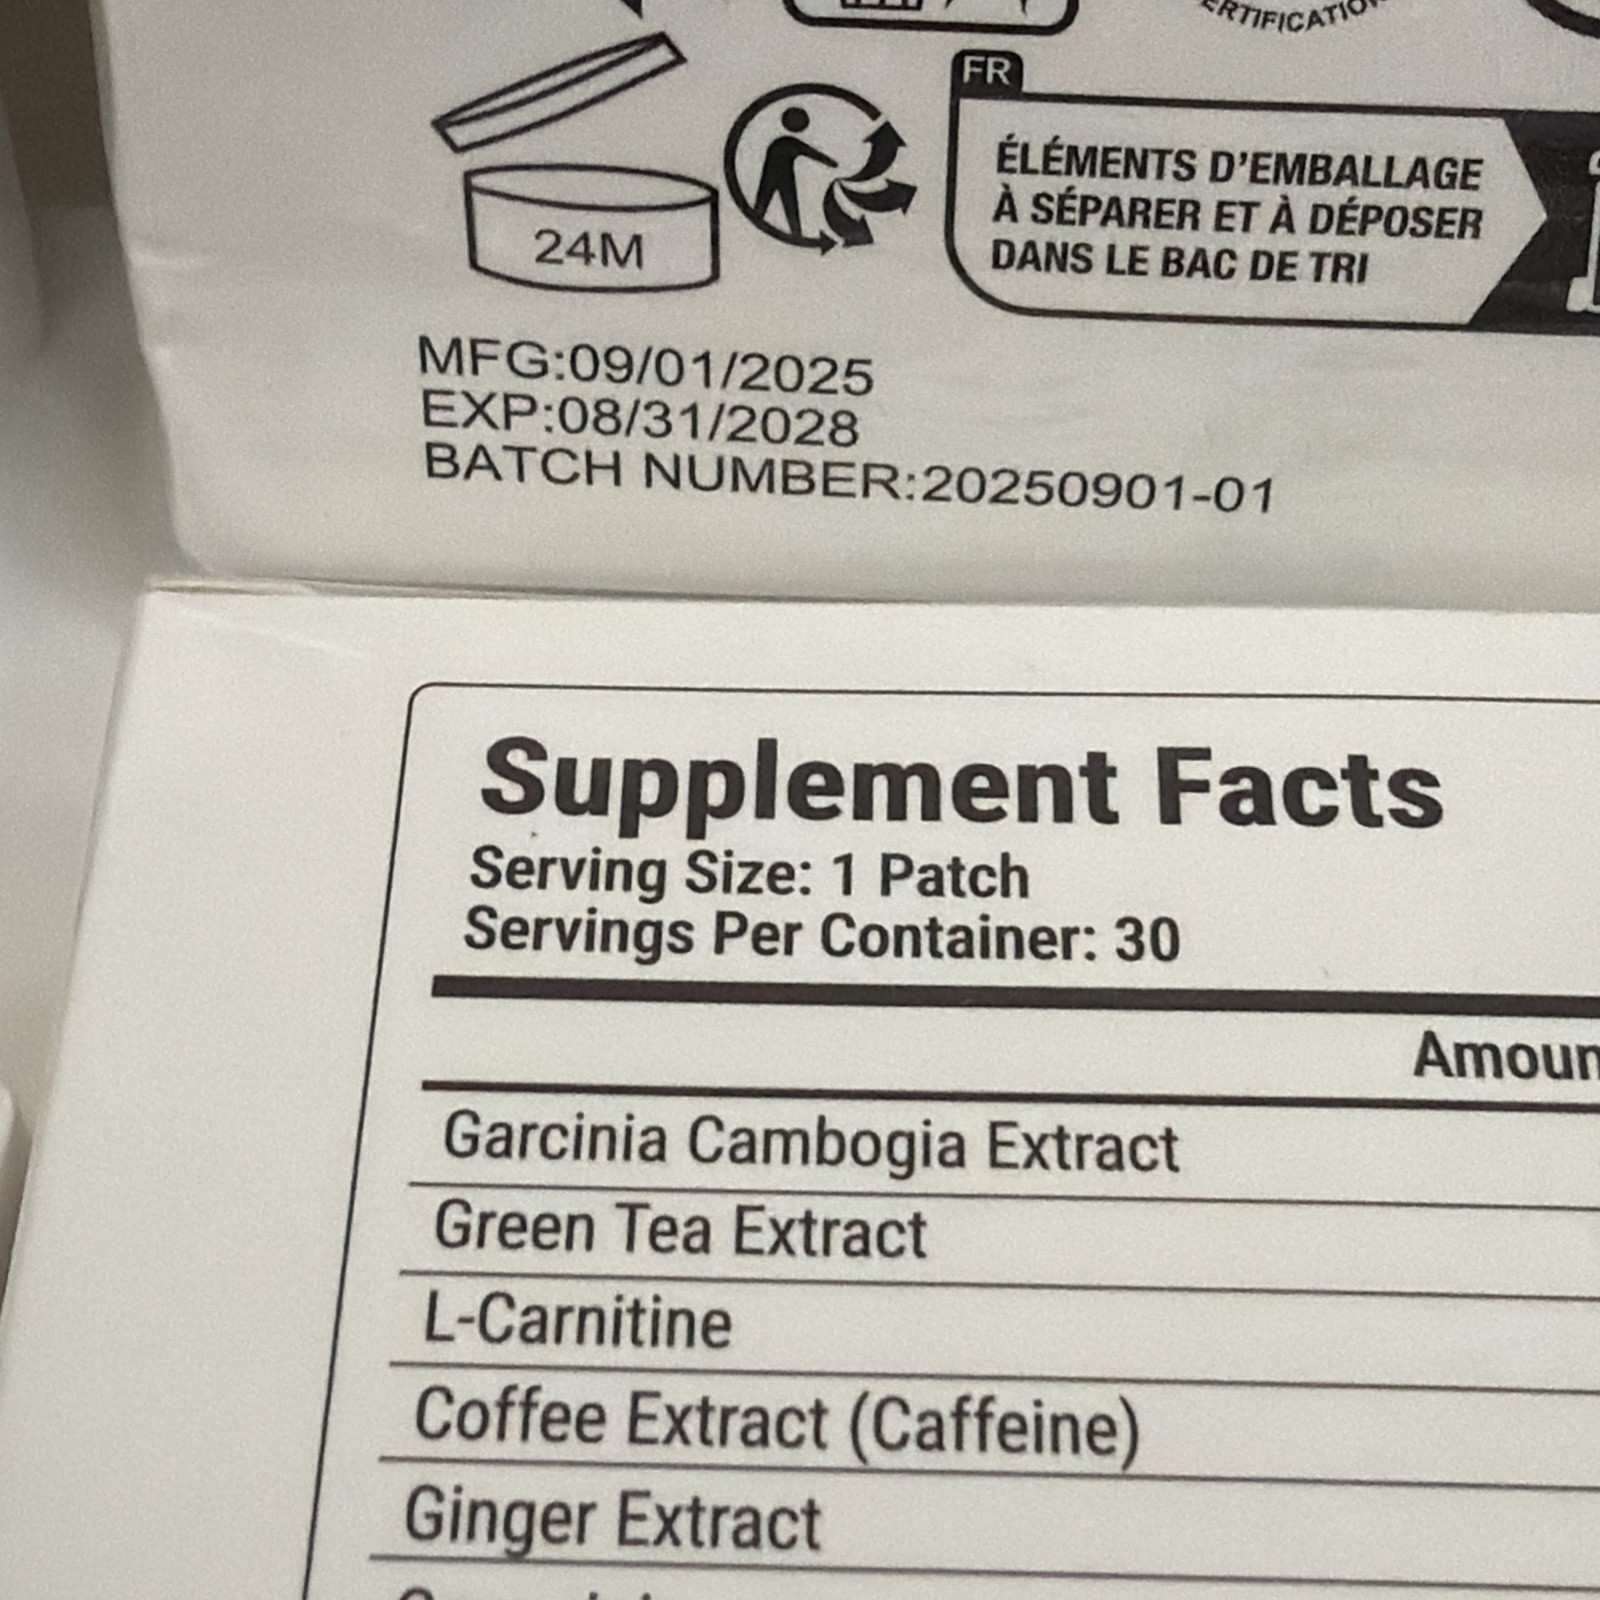 FR
ÉLÉMENTS D'EMBALLAGE
À SÉPARER ET À DÉPOSER
DANS LE BAC DE TRI
24M
MFG:09/01/2025
EXP:08/31/2028
BATCH NUMBER:20250901-01
Supplement Facts
Serving Size: 1 Patch
Servings Per Container: 30
Garcinia Cambogia Extract
Green Tea Extract
L-Carnitine
Coffee Extract (Caffeine)
Ginger Extract